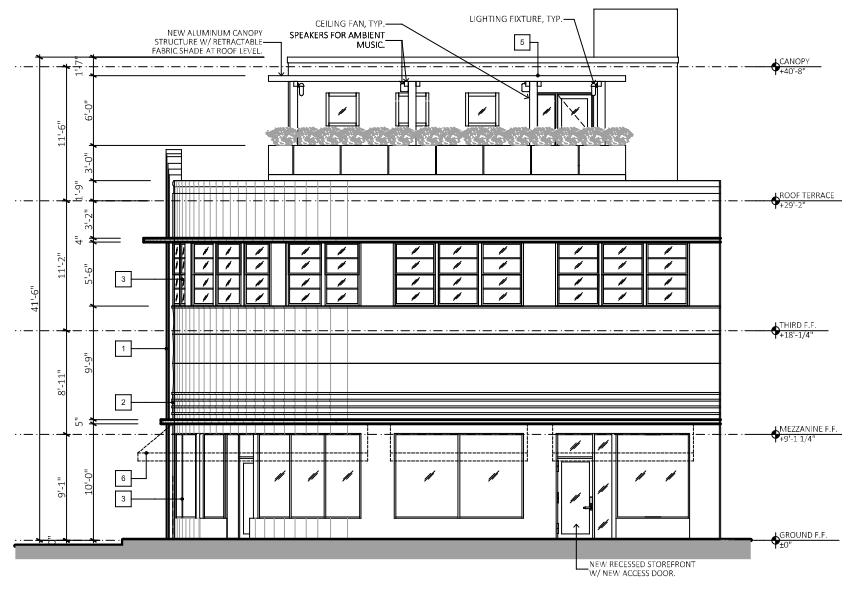 LIGHTING FIXTURE, TYP.
CEILING FAN, TYP.
SPEAKERS FOR AMBIENT
MUSIC.
NEW ALUMINUM CANOPY
STRUCTURE W/ RETRACTABLE
FABRIC SHADE AT ROOF LEVEL.
5
CANOPY
+40'-8"
ROOF TERRACE
+29'-2"
THIRD F.F.
+18'-1/4"
MEZZANINE F.F.
+9'-1 1/4"
GROUND F.F.
±0"
41'-6"
11'-6"
11'-2"
8'-11"
9'-1"
1'-7"
6'-0"
3'-0"
1'-9"
3'-2"
4"
5'-6"
9'-9"
5"
10'-0"
3
1
2
6
3
NEW RECESSED STOREFRONT
W/ NEW ACCESS DOOR.